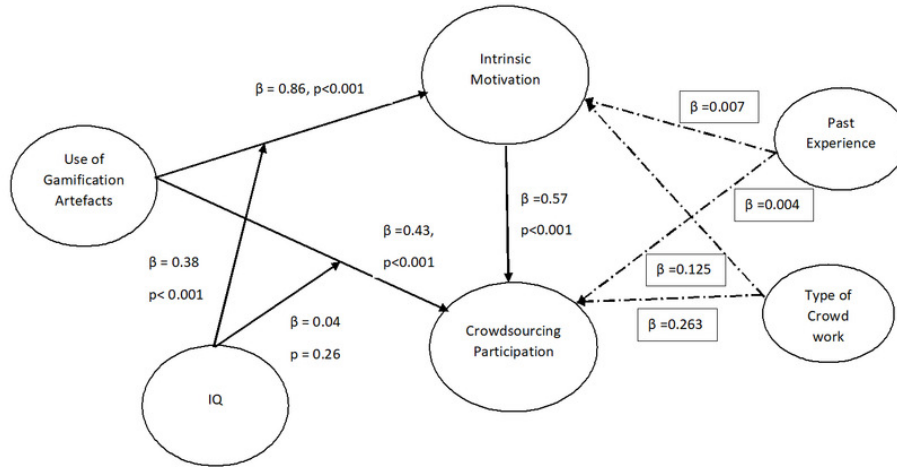 Intrinsic
Motivation
β = 0.86, p<0.001
β =0.007
Past
Experience
Use of
Gamification
Artefacts
β =0.57
p<0.001
β =0.004
β =0.43,
p<0.001
β = 0.38
p< 0.001
β =0.125
Type of
Crowd
work
β =0.263
Crowdsourcing
Participation
β = 0.04
p = 0.26
IQ